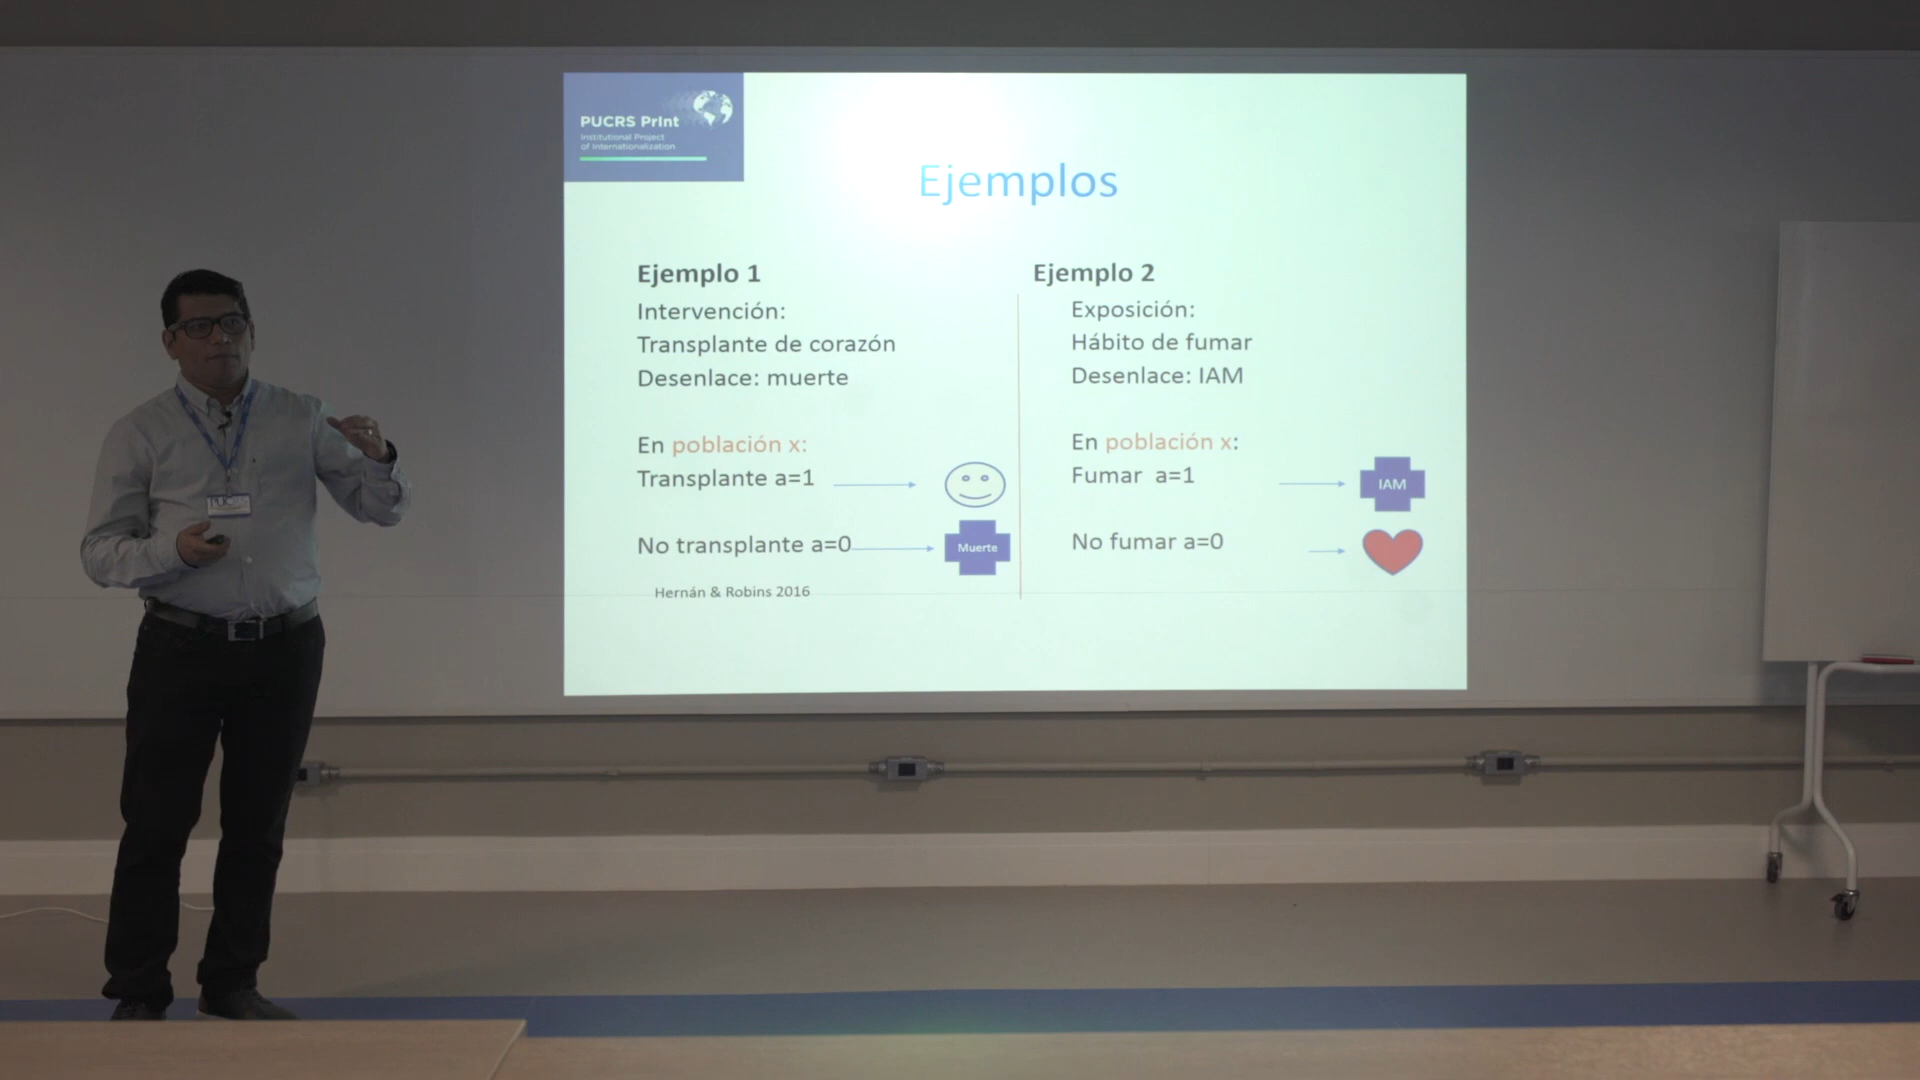 PUCRS PrInt
Institutional Project
of Internationalization
Ejemplos
Ejemplo 1
Intervención:
Transplante de corazón
Desenlace: muerte
En población x:
Transplante a=1
No transplante a=0
Muerte
Hernán & Robins 2016
Ejemplo 2
Exposición:
Hábito de fumar
Desenlace: IAM
En población x:
Fumar a=1
IAM
No fumar a=0